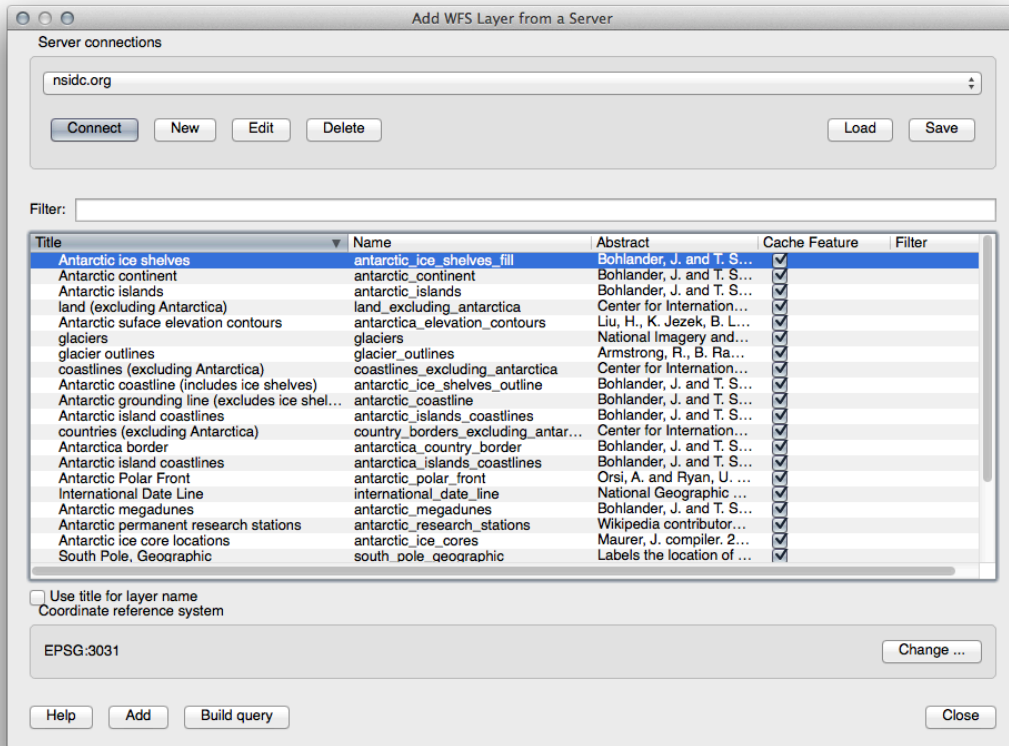 Add WFS Layer from a Server
Server connections
nsidc.org
Connect New Edit Delete Load Save
Filter:
Title Name Abstract Cache Feature Filter
Antarctic ice shelves antarctic_ice_shelves_fill Bohlander, J. and T. S...
Antarctic continent antarctic_continent Bohlander, J. and T. S...
Antarctic islands antarctic_islands Bohlander, J. and T. S...
land (excluding Antarctica) land_excluding_antarctica Center for Internation...
Antarctic suface elevation contours antarctica_elevation_contours Liu, H., K. Jezek, B. L...
glaciers glaciers National Imagery and...
glacier outlines glacier_outlines Armstrong, R., B. Ra...
coastlines (excluding Antarctica) coastlines_excluding_antarctica Center for Internation...
Antarctic coastline (includes ice shelves) antarctic_ice_shelves_outline Bohlander, J. and T. S...
Antarctic grounding line (excludes ice shel... antarctic_coastline Bohlander, J. and T. S...
Antarctic island coastlines antarctic_islands_coastlines Bohlander, J. and T. S...
countries (excluding Antarctica) country_borders_excluding_antar... Center for Internation...
Antarctica border antarctica_country_border Bohlander, J. and T. S...
Antarctic island coastlines antarctica_islands_coastlines Bohlander, J. and T. S...
Antarctic Polar Front antarctic_polar_front Orsi, A. and Ryan, U. ...
International Date Line international_date_line National Geographic ...
Antarctic megadunes antarctic_megadunes Bohlander, J. and T. S...
Antarctic permanent research stations antarctic_research_stations Wikipedia contributor...
Antarctic ice core locations antarctic_ice_cores Maurer, J. compiler. 2...
South Pole, Geographic south_pole_geographic Labels the location of ...
Use title for layer name
Coordinate reference system
EPSG:3031 Change ...
Help Add Build query Close